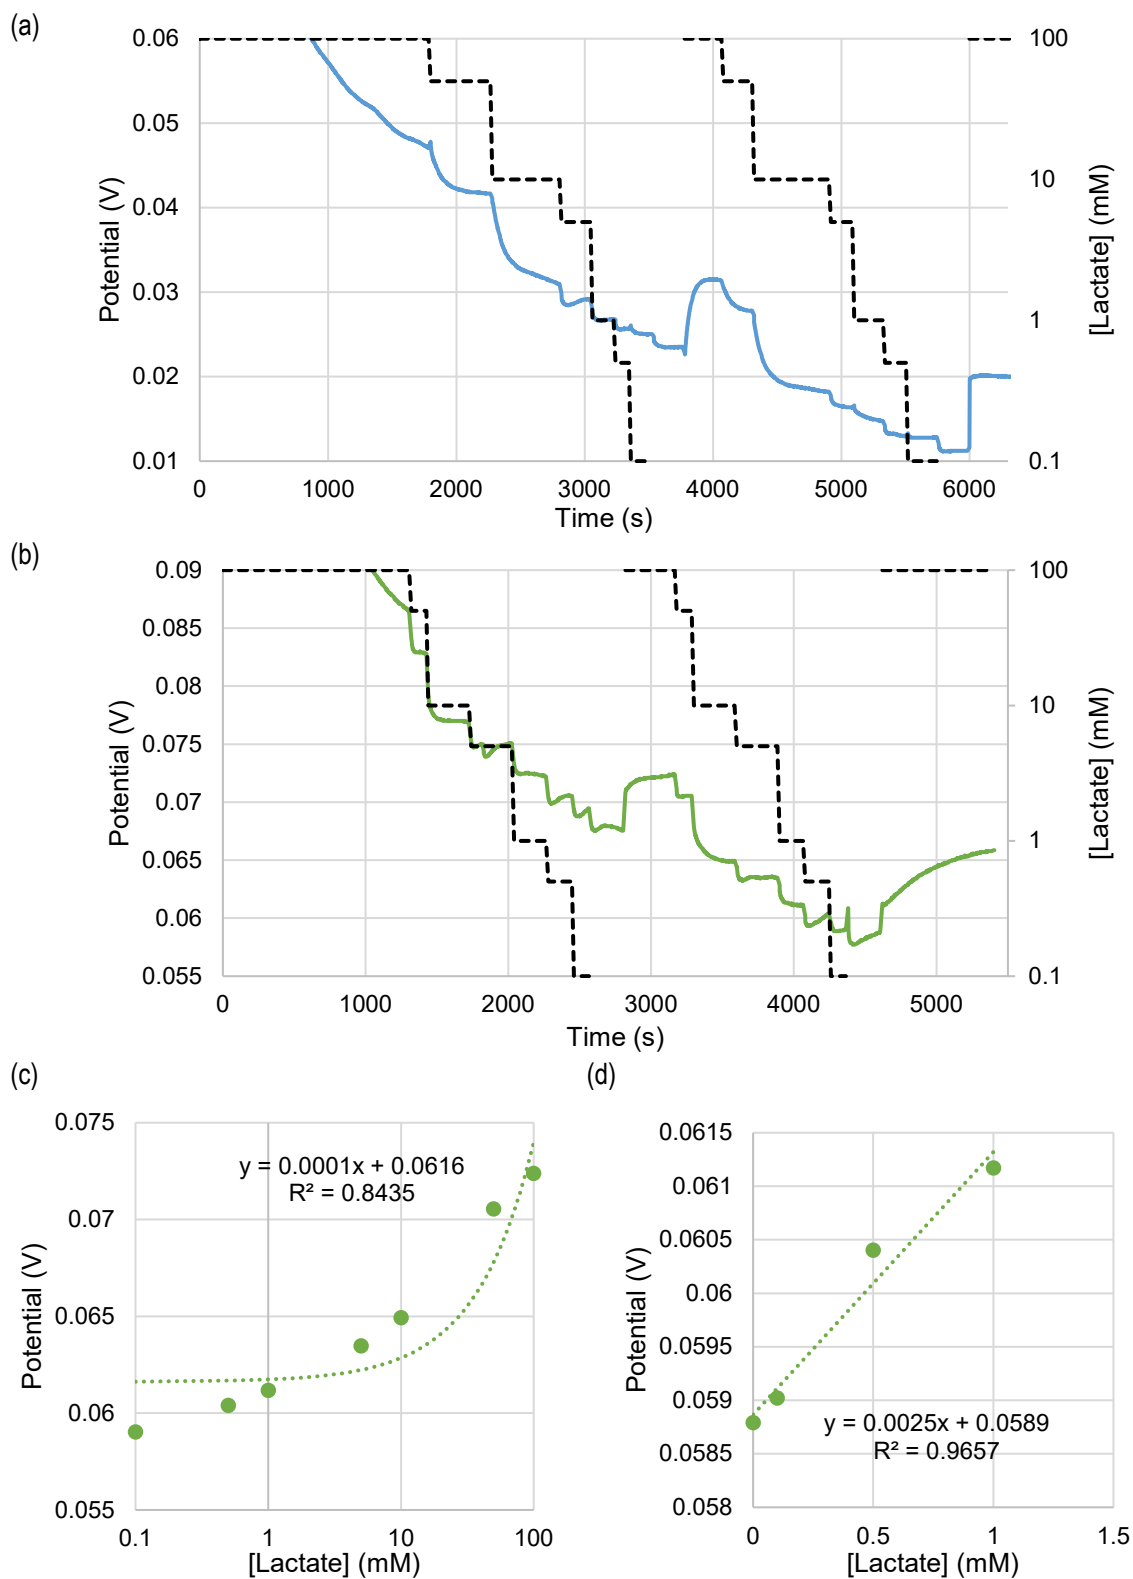 (a)
0.06
0.05
0.04
0.03
0.02
0.01
Potential (V)
0 1000 2000 3000 4000 5000 6000
Time (s)
100
10
1
0.1
[Lactate] (mM)
(b)
0.09
0.085
0.08
0.075
0.07
0.065
0.06
0.055
Potential (V)
0 1000 2000 3000 4000 5000
Time (s)
100
10
1
0.1
[Lactate] (mM)
(c)
0.075
0.07
0.065
0.06
0.055
Potential (V)
y = 0.0001x + 0.0616
R² = 0.8435
0.1 1 10 100
[Lactate] (mM)
(d)
0.0615
0.061
0.0605
0.06
0.0595
0.059
0.0585
0.058
Potential (V)
y = 0.0025x + 0.0589
R² = 0.9657
0 0.5 1 1.5
[Lactate] (mM)